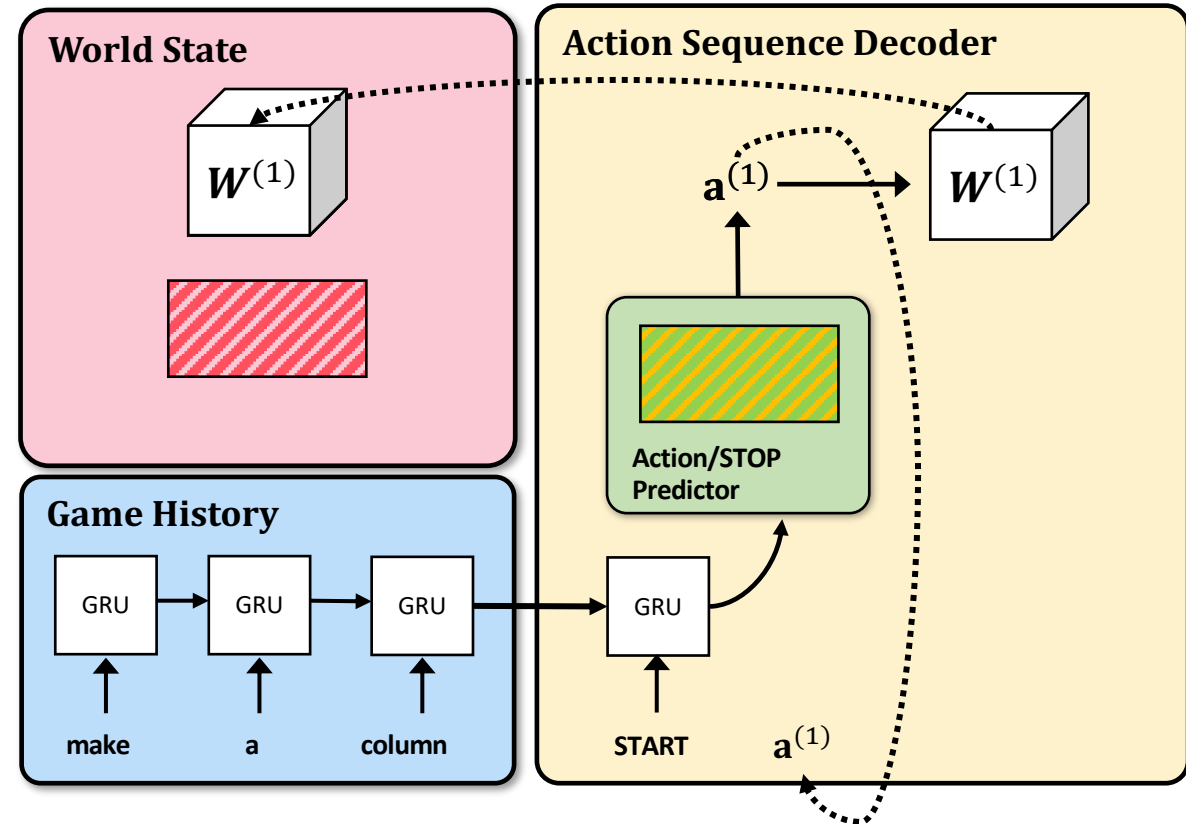 World State
W^(1)
Game History
GRU
GRU
GRU
make
a
column
Action Sequence Decoder
a^(1)
W^(1)
Action/STOP
Predictor
GRU
START
a^(1)